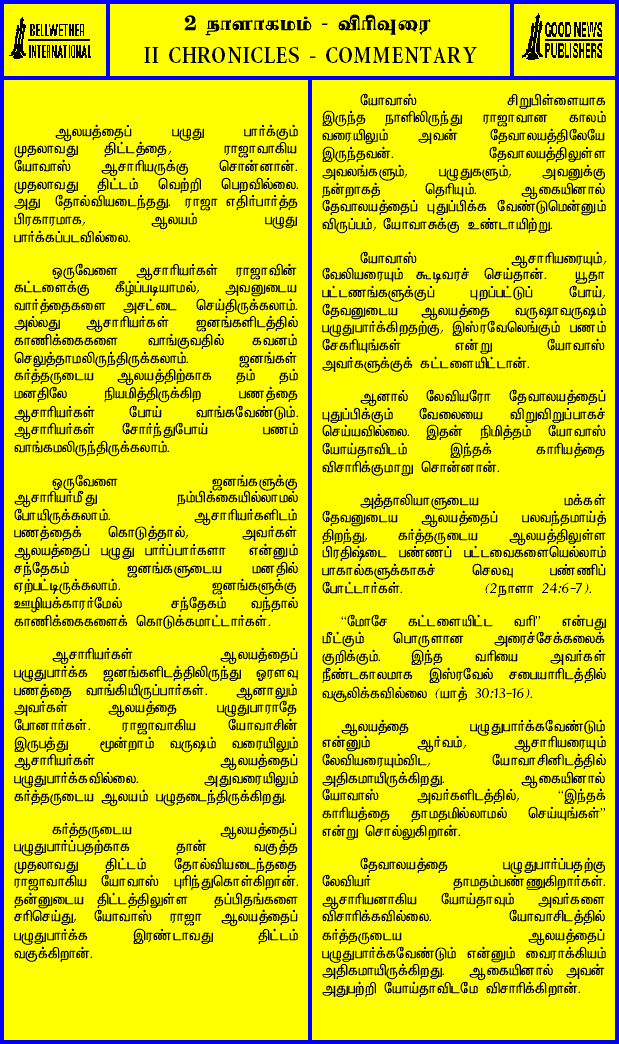 BELLWETHER
INTERNATIONAL
2 நாளாகமம் - விரிவுரை
II CHRONICLES - COMMENTARY
GOOD NEWS
PUBLISHERS
ஆலயத்தைப் பழுது பார்க்கும்
முதலாவது திட்டத்தை, ராஜாவாகிய
யோவாஸ் ஆசாரியருக்கு சொன்னான்.
முதலாவது திட்டம் வெற்றி பெறவில்லை.
அது தோல்வியடைந்தது. ராஜா எதிர்பார்த்த
பிரகாரமாக, ஆலயம் பழுது
பார்க்கப்படவில்லை.
ஒருவேளை ஆசாரியர்கள் ராஜாவின்
கட்டளைக்கு கீழ்ப்படியாமல், அவனுடைய
வார்த்தைகளை அசட்டை செய்திருக்கலாம்.
அல்லது ஆசாரியர்கள் ஜனங்களிடத்தில்
காணிக்கைகளை வாங்குவதில் கவனம்
செலுத்தாமலிருந்திருக்கலாம். ஜனங்கள்
கர்த்தருடைய ஆலயத்திற்காக தம் தம்
மனதிலே நியமித்திருக்கிற பணத்தை
ஆசாரியர்கள் போய் வாங்கவேண்டும்.
ஆசாரியர்கள் சோர்ந்துபோய் பணம்
வாங்கமலிருந்திருக்கலாம்.
ஒருவேளை ஜனங்களுக்கு
ஆசாரியர்மீது நம்பிக்கையில்லாமல்
போயிருக்கலாம். ஆசாரியர்களிடம்
பணத்தைக் கொடுத்தால், அவர்கள்
ஆலயத்தைப் பழுது பார்ப்பார்களா என்னும்
சந்தேகம் ஜனங்களுடைய மனதில்
ஏற்பட்டிருக்கலாம். ஜனங்களுக்கு
ஊழியக்காரர்மேல் சந்தேகம் வந்தால்
காணிக்கைகளைக் கொடுக்கமாட்டார்கள்.
ஆசாரியர்கள் ஆலயத்தைப்
பழுதுபார்க்க ஜனங்களிடத்திலிருந்து ஓரளவு
பணத்தை வாங்கியிருப்பார்கள். ஆனாலும்
அவர்கள் ஆலயத்தை பழுதுபாராதே
போனார்கள். ராஜாவாகிய யோவாசின்
இருபத்து மூன்றாம் வருஷம் வரையிலும்
ஆசாரியர்கள் ஆலயத்தைப்
பழுதுபார்க்கவில்லை. அதுவரையிலும்
கர்த்தருடைய ஆலயம் பழுதடைந்திருக்கிறது.
கர்த்தருடைய ஆலயத்தைப்
பழுதுபார்ப்பதற்காக தான் வகுத்த
முதலாவது திட்டம் தோல்வியடைந்ததை
ராஜாவாகிய யோவாஸ் புரிந்துகொள்கிறான்.
தன்னுடைய திட்டத்திலுள்ள தப்பிதங்களை
சரிசெய்து, யோவாஸ் ராஜா ஆலயத்தைப்
பழுதுபார்க்க இரண்டாவது திட்டம்
வகுக்கிறான்.
யோவாஸ் சிறுபிள்ளையாக
இருந்த நாளிலிருந்து ராஜாவான காலம்
வரையிலும் அவன் தேவாலயத்திலேயே
இருந்தவன். தேவாலயத்திலுள்ள
அவலங்களும், பழுதுகளும், அவனுக்கு
நன்றாகத் தெரியும். ஆகையினால்
தேவாலயத்தைப் புதுப்பிக்க வேண்டுமென்னும்
விருப்பம், யோவாசுக்கு உண்டாயிற்று.
யோவாஸ் ஆசாரியரையும்,
லேவியரையும் கூடிவரச் செய்தான். யூதா
பட்டணங்களுக்குப் புறப்பட்டுப் போய்,
தேவனுடைய ஆலயத்தை வருஷாவருஷம்
பழுதுபார்க்கிறதற்கு, இஸ்ரவேலெங்கும் பணம்
சேகரியுங்கள் என்று யோவாஸ்
அவர்களுக்குக் கட்டளையிட்டான்.
ஆனால் லேவியரோ தேவாலயத்தைப்
புதுப்பிக்கும் வேலையை விறுவிறுப்பாகச்
செய்யவில்லை. இதன் நிமித்தம் யோவாஸ்
யோய்தாவிடம் இந்தக் காரியத்தை
விசாரிக்குமாறு சொன்னான்.
அத்தாலியாளுடைய மக்கள்
தேவனுடைய ஆலயத்தைப் பலவந்தமாய்த்
திறந்து, கர்த்தருடைய ஆலயத்திலுள்ள
பிரதிஷ்டை பண்ணப் பட்டவைகளையெல்லாம்
பாகால்களுக்காகச் செலவு பண்ணிப்
போட்டார்கள். (2நாளா 24:6-7).
“மோசே கட்டளையிட்ட வரி” என்பது
மீட்கும் பொருளான அரைச்சேக்கலைக்
குறிக்கும். இந்த வரியை அவர்கள்
நீண்டகாலமாக இஸ்ரவேல் சபையாரிடத்தில்
வசூலிக்கவில்லை (யாத் 30:13-16).
ஆலயத்தை பழுதுபார்க்கவேண்டும்
என்னும் ஆர்வம், ஆசாரியரையும்
லேவியரையும்விட, யோவாசினிடத்தில்
அதிகமாயிருக்கிறது. ஆகையினால்
யோவாஸ் அவர்களிடத்தில், “இந்தக்
காரியத்தை தாமதமில்லாமல் செய்யுங்கள்”
என்று சொல்லுகிறான்.
தேவாலயத்தை பழுதுபார்ப்பதற்கு
லேவியர் தாமதம்பண்ணுகிறார்கள்.
ஆசாரியனாகிய யோய்தாவும் அவர்களை
விசாரிக்கவில்லை. யோவாசிடத்தில்
கர்த்தருடைய ஆலயத்தைப்
பழுதுபார்க்கவேண்டும் என்னும் வைராக்கியம்
அதிகமாயிருக்கிறது. ஆகையினால் அவன்
அதுபற்றி யோய்தாவிடமே விசாரிக்கிறான்.